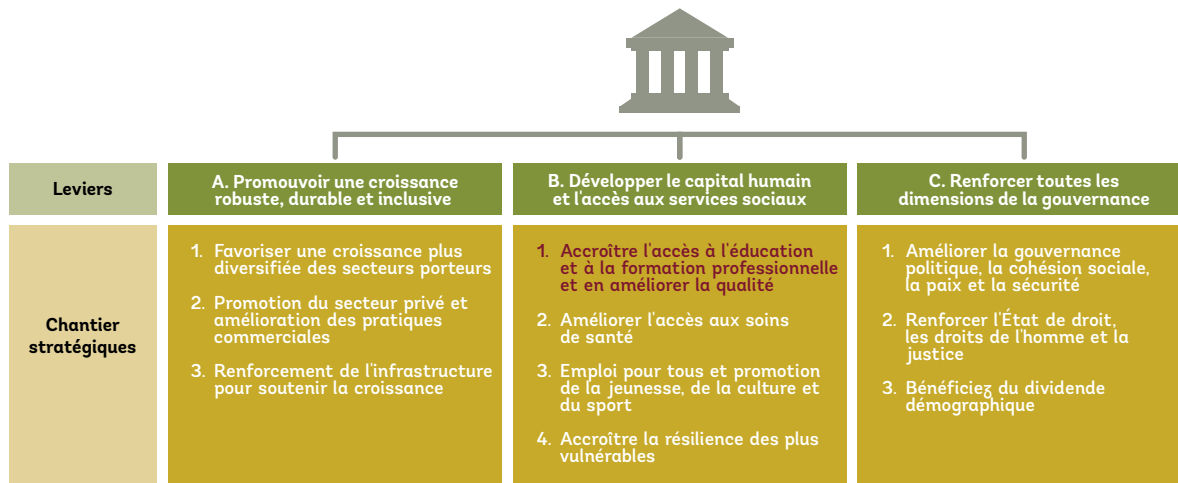 Leviers
A. Promouvoir une croissance
robuste, durable et inclusive
B. Développer le capital humain
et l'accès aux services sociaux
C. Renforcer toutes les
dimensions de la gouvernance
Chantier
stratégiques
1. Favoriser une croissance plus
diversifiée des secteurs porteurs
2. Promotion du secteur privé et
amélioration des pratiques
commerciales
3. Renforcement de l'infrastructure
pour soutenir la croissance
1. Accroître l'accès à l'éducation
et à la formation professionnelle
et en améliorer la qualité
2. Améliorer l'accès aux soins
de santé
3. Emploi pour tous et promotion
de la jeunesse, de la culture et
du sport
4. Accroître la résilience des plus
vulnérables
1. Améliorer la gouvernance
politique, la cohésion sociale,
la paix et la sécurité
2. Renforcer l'État de droit,
les droits de l'homme et la
justice
3. Bénéficiez du dividende
démographique